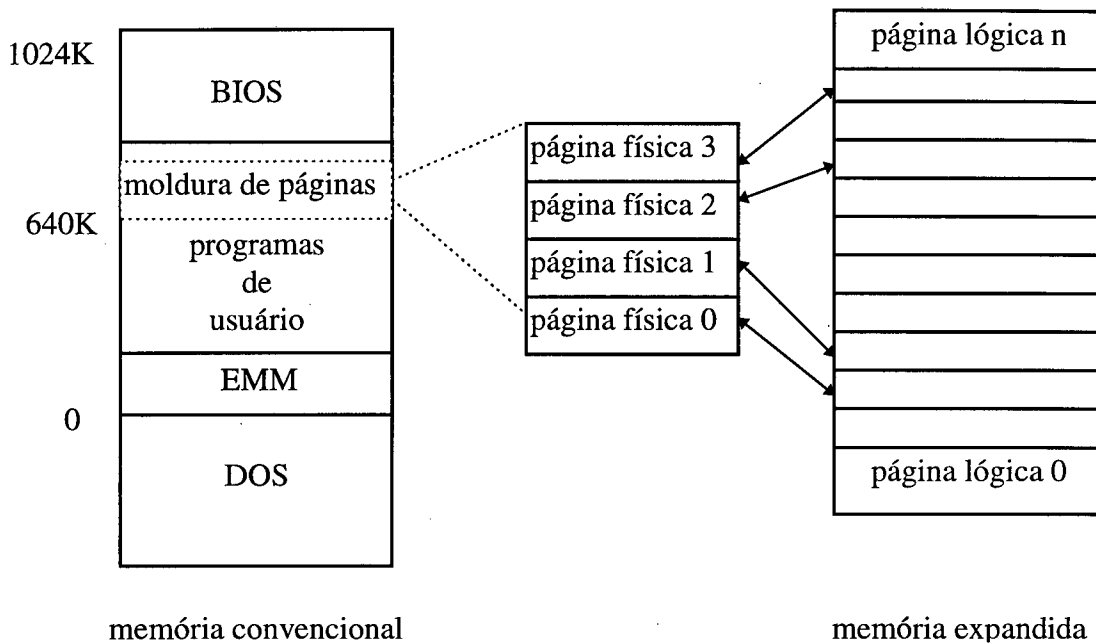 1024K
BIOS
moldura de páginas
640K
programas
de
usuário
EMM
0
DOS
memória convencional
página física 3
página física 2
página física 1
página física 0
página lógica n
página lógica 0
memória expandida